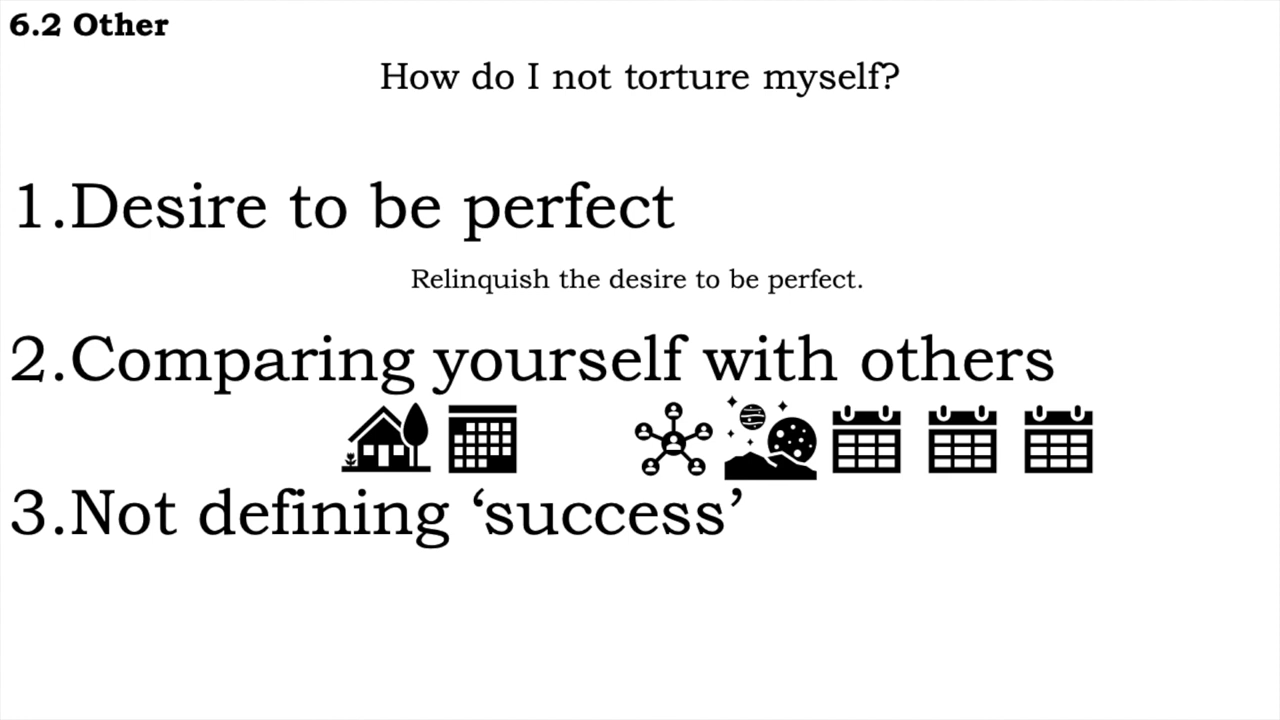 6.2 Other
How do I not torture myself?
1.Desire to be perfect
Relinquish the desire to be perfect.
2.Comparing yourself with others
3.Not defining ‘success’